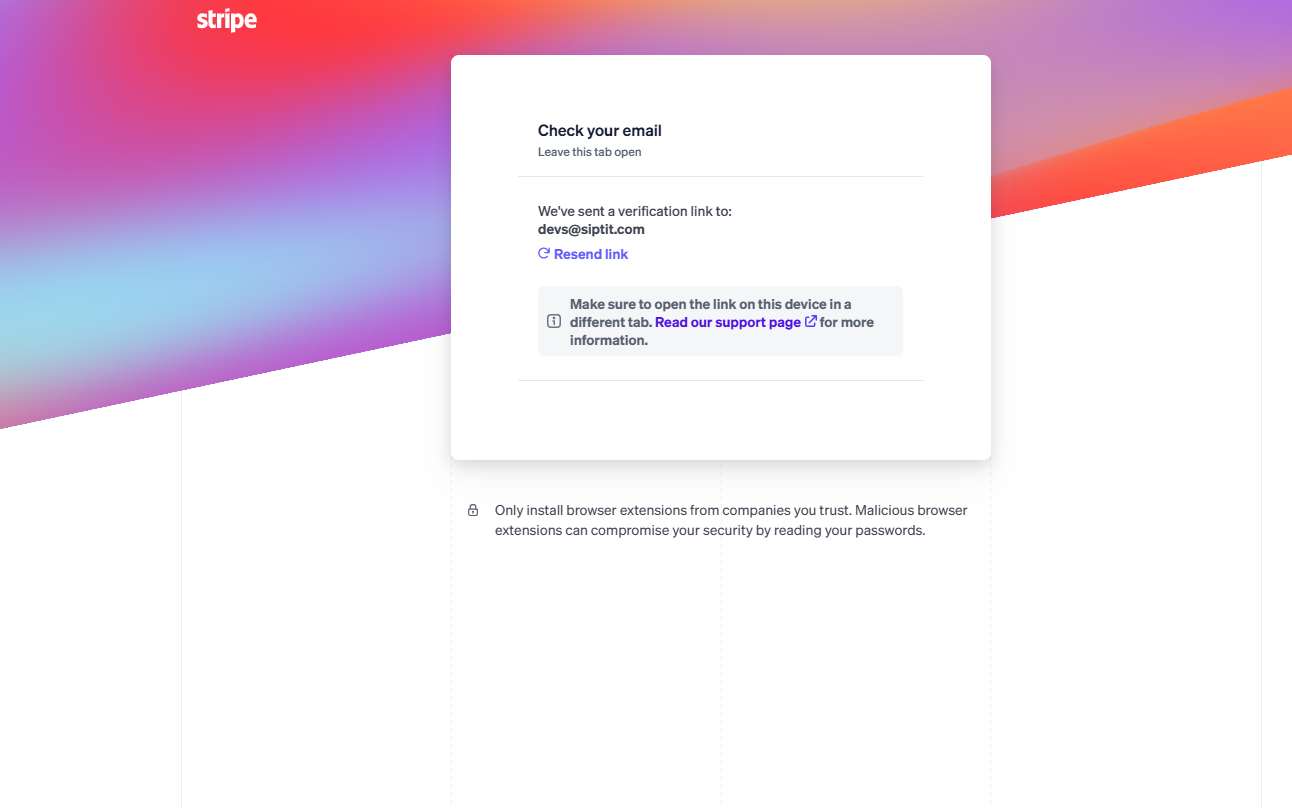 stripe
Check your email
Leave this tab open
We've sent a verification link to:
devs@siptit.com
Resend link
Make sure to open the link on this device in a
different tab. Read our support page for more
information.
Only install browser extensions from companies you trust. Malicious browser
extensions can compromise your security by reading your passwords.